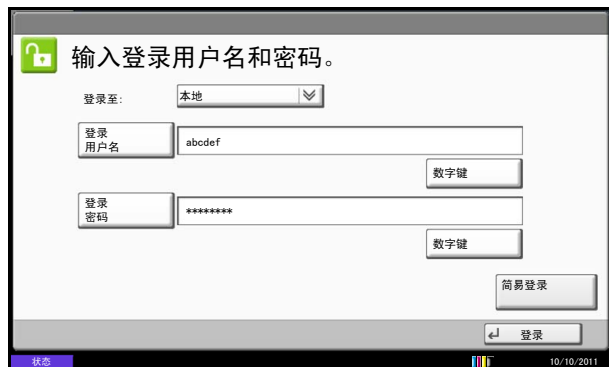 输入登录用户名和密码。
登录至:
本地
登录
用户名
abcdef
数字键
登录
密码
********
数字键
简易登录
登录
状态
10/10/2011